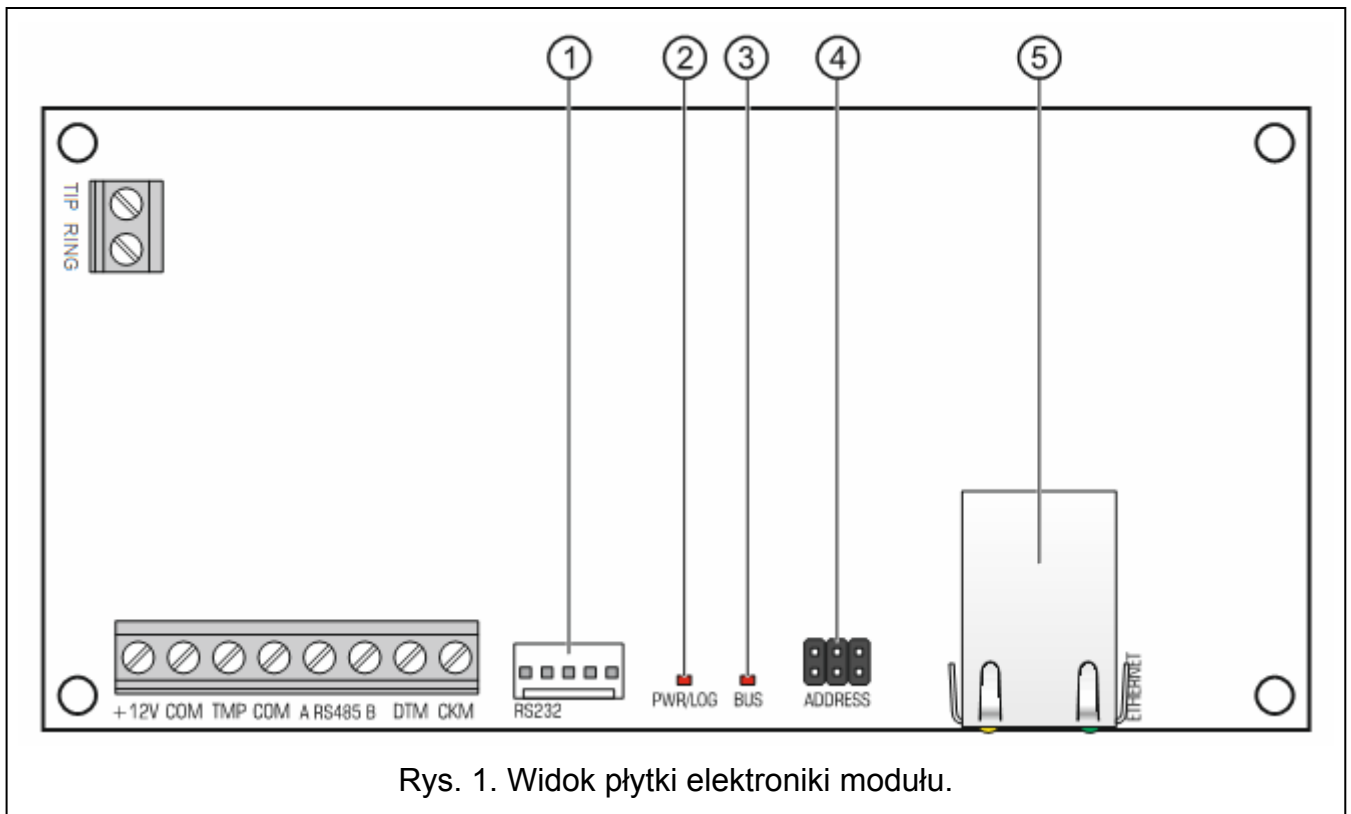 1 2 3 4 5
TIP RING
+12V COM TMP COM A RS485 B DTM CKM
RS232
PWR/LOG
BUS
ADDRESS
ETHERNET
Rys. 1. Widok płytki elektroniki modułu.